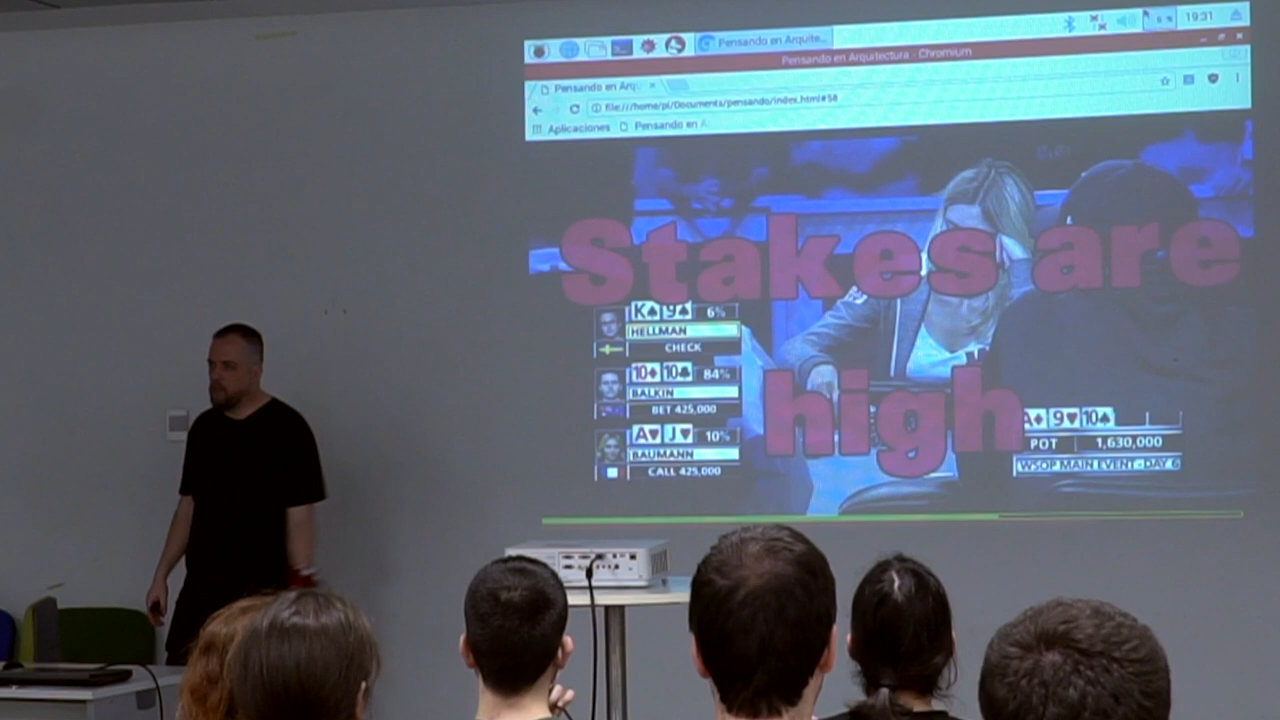 Pensando en Arquite...
19:31
Pensando en Arquitectura - Chromium
Pensando en Arq
file:///home/pi/Documents/pensando/index.html#58
Aplicaciones
Pensando en A
Stakes are
high
K♠ 9♠ 6%
HELLMAN
CHECK
10♦ 10♣ 84%
BALKIN
BET 425,000
A♥ J♥ 10%
BAUMANN
CALL 425,000
A♦ 9♥ 10♠
POT 1,630,000
WSOP MAIN EVENT - DAY 6